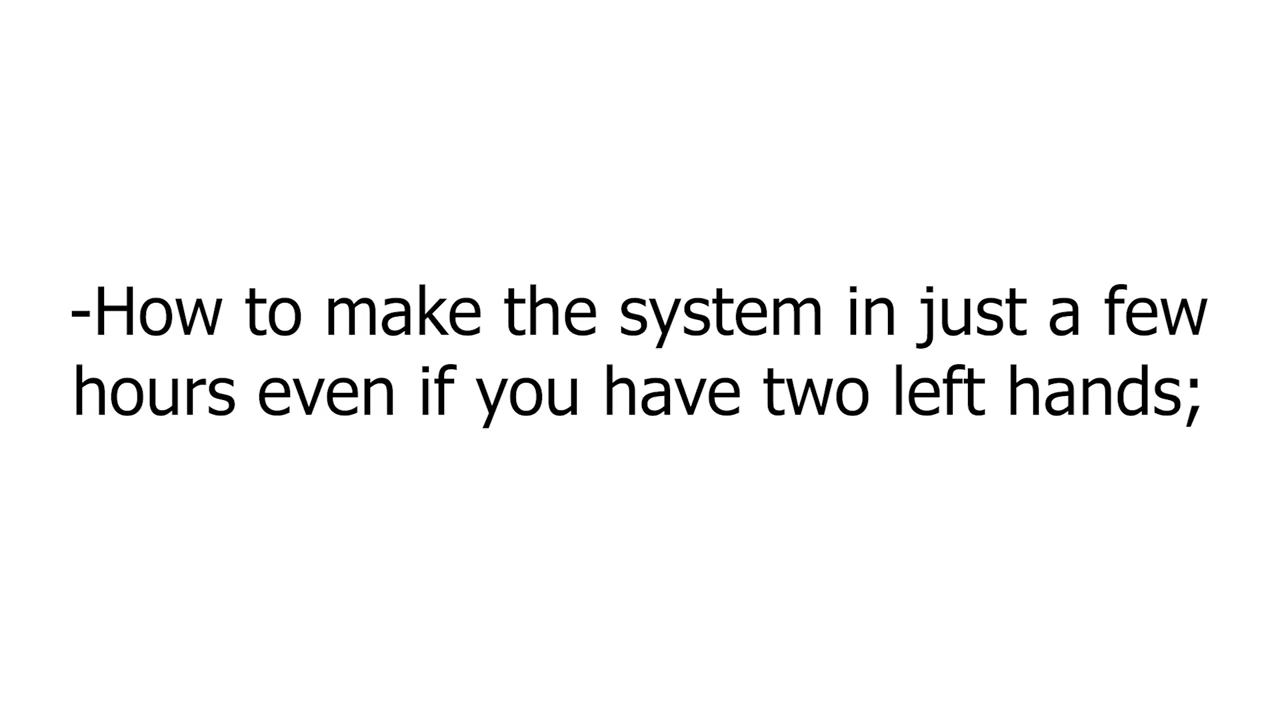 -How to make the system in just a few
hours even if you have two left hands;